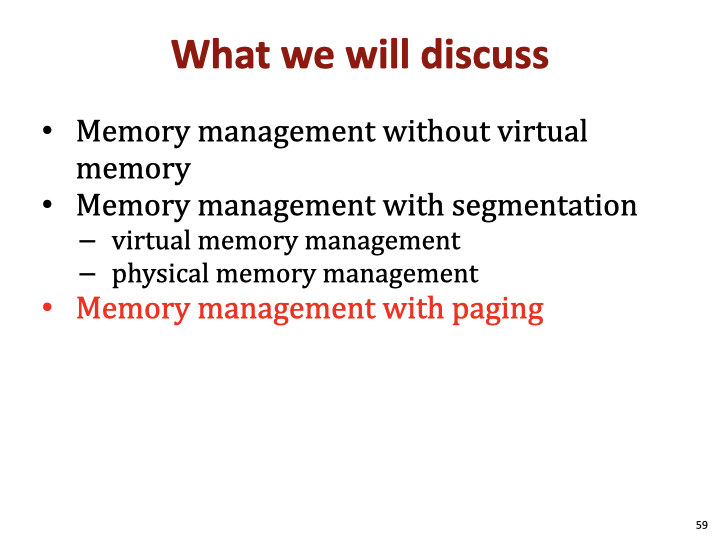 What we will discuss
• Memory management without virtual
memory
• Memory management with segmentation
– virtual memory management
– physical memory management
• Memory management with paging
59